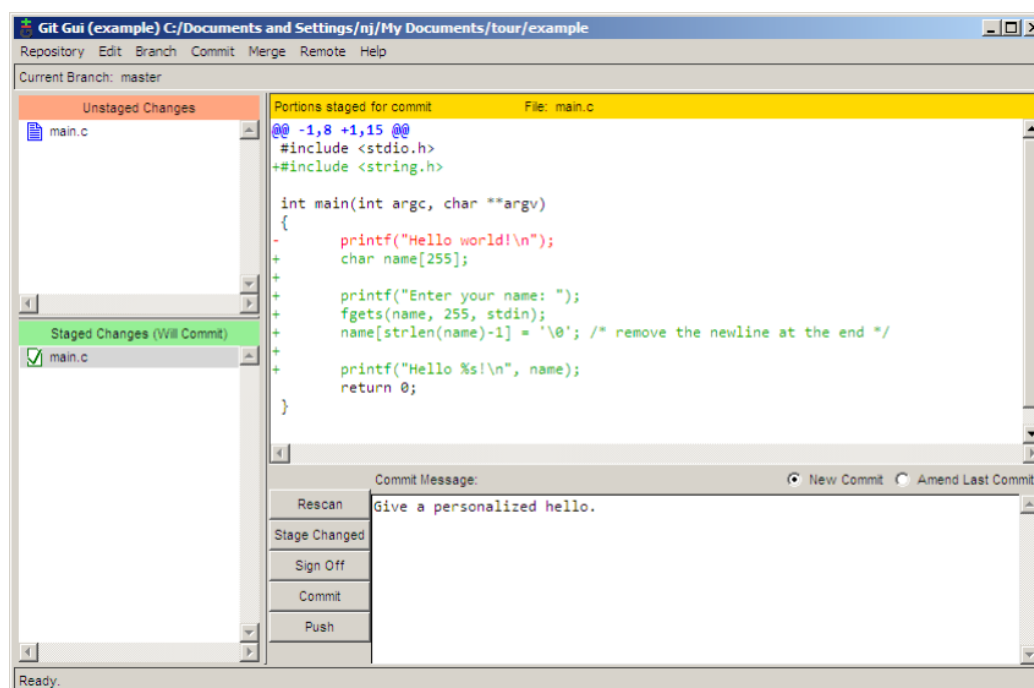 Git Gui (example) C:/Documents and Settings/nj/My Documents/tour/example
Repository Edit Branch Commit Merge Remote Help
Current Branch: master
Unstaged Changes
main.c
Staged Changes (Will Commit)
main.c
Portions staged for commit File: main.c
@@ -1,8 +1,15 @@
 #include <stdio.h>
+#include <string.h>
 int main(int argc, char **argv)
 {
-       printf("Hello world!\n");
+       char name[255];
+
+       printf("Enter your name: ");
+       fgets(name, 255, stdin);
+       name[strlen(name)-1] = '\0'; /* remove the newline at the end */
+
+       printf("Hello %s!\n", name);
        return 0;
 }
Commit Message:
New Commit Amend Last Commit
Rescan
Stage Changed
Sign Off
Commit
Push
Give a personalized hello.
Ready.